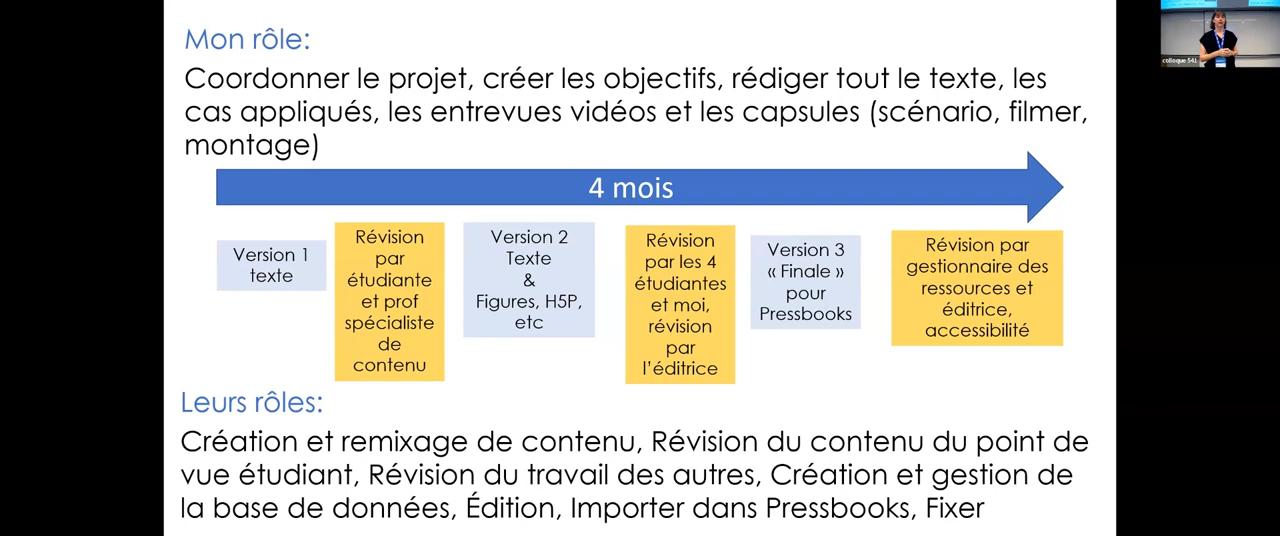 Mon rôle:
Coordonner le projet, créer les objectifs, rédiger tout le texte, les
cas appliqués, les entrevues vidéos et les capsules (scénario, filmer,
montage)
4 mois
Version 1
texte
Révision
par
étudiante
et prof
spécialiste
de
contenu
Version 2
Texte
&
Figures, H5P,
etc
Révision
par les 4
étudiantes
et moi,
révision
par
l'éditrice
Version 3
« Finale »
pour
Pressbooks
Révision par
gestionnaire des
ressources et
éditrice,
accessibilité
Leurs rôles:
Création et remixage de contenu, Révision du contenu du point de
vue étudiant, Révision du travail des autres, Création et gestion de
la base de données, Édition, Importer dans Pressbooks, Fixer
colloque 541